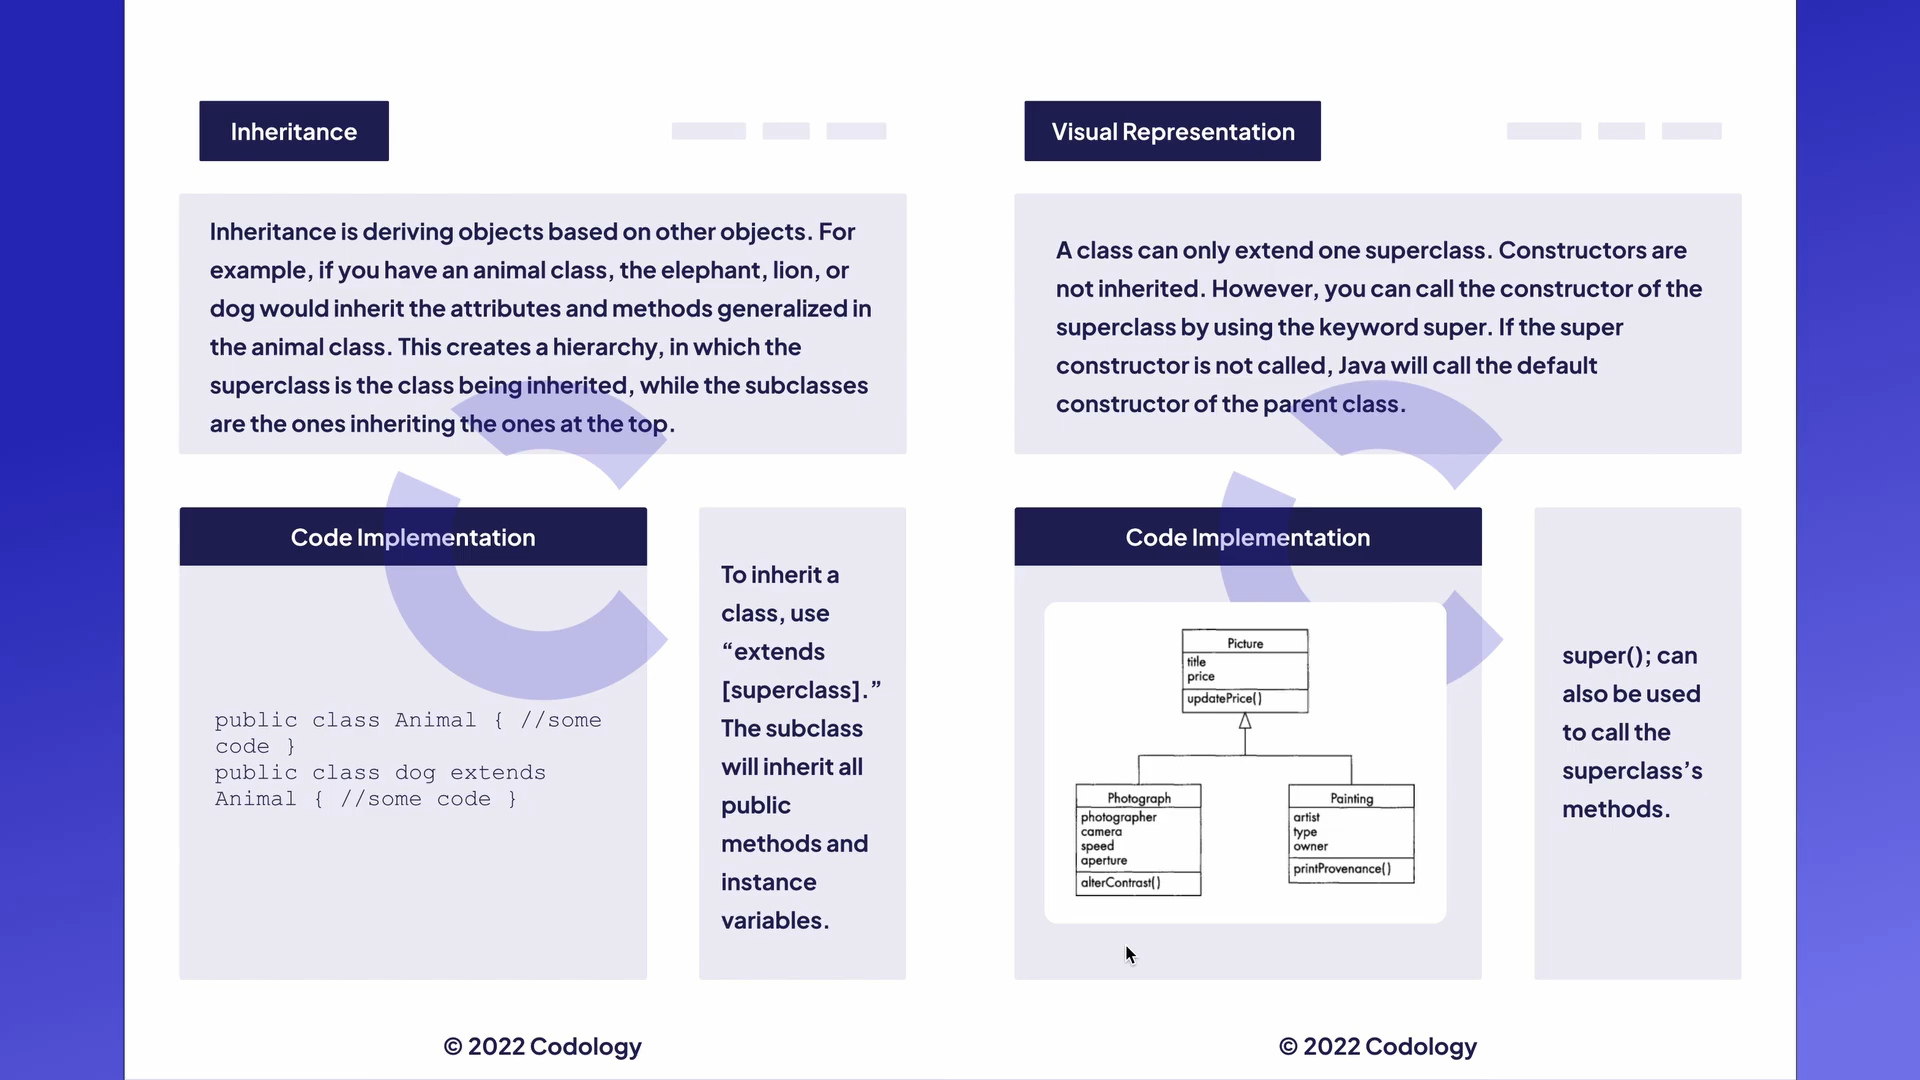 Inheritance
Inheritance is deriving objects based on other objects. For
example, if you have an animal class, the elephant, lion, or
dog would inherit the attributes and methods generalized in
the animal class. This creates a hierarchy, in which the
superclass is the class being inherited, while the subclasses
are the ones inheriting the ones at the top.
Code Implementation
public class Animal { //some
code }
public class dog extends
Animal { //some code }
To inherit a
class, use
“extends
[superclass].”
The subclass
will inherit all
public
methods and
instance
variables.
© 2022 Codology
Visual Representation
A class can only extend one superclass. Constructors are
not inherited. However, you can call the constructor of the
superclass by using the keyword super. If the super
constructor is not called, Java will call the default
constructor of the parent class.
Code Implementation
Picture
title
price
updatePrice()
Photograph
photographer
camera
speed
aperture
alterContrast()
Painting
artist
type
owner
printProvenance()
super(); can
also be used
to call the
superclass’s
methods.
© 2022 Codology